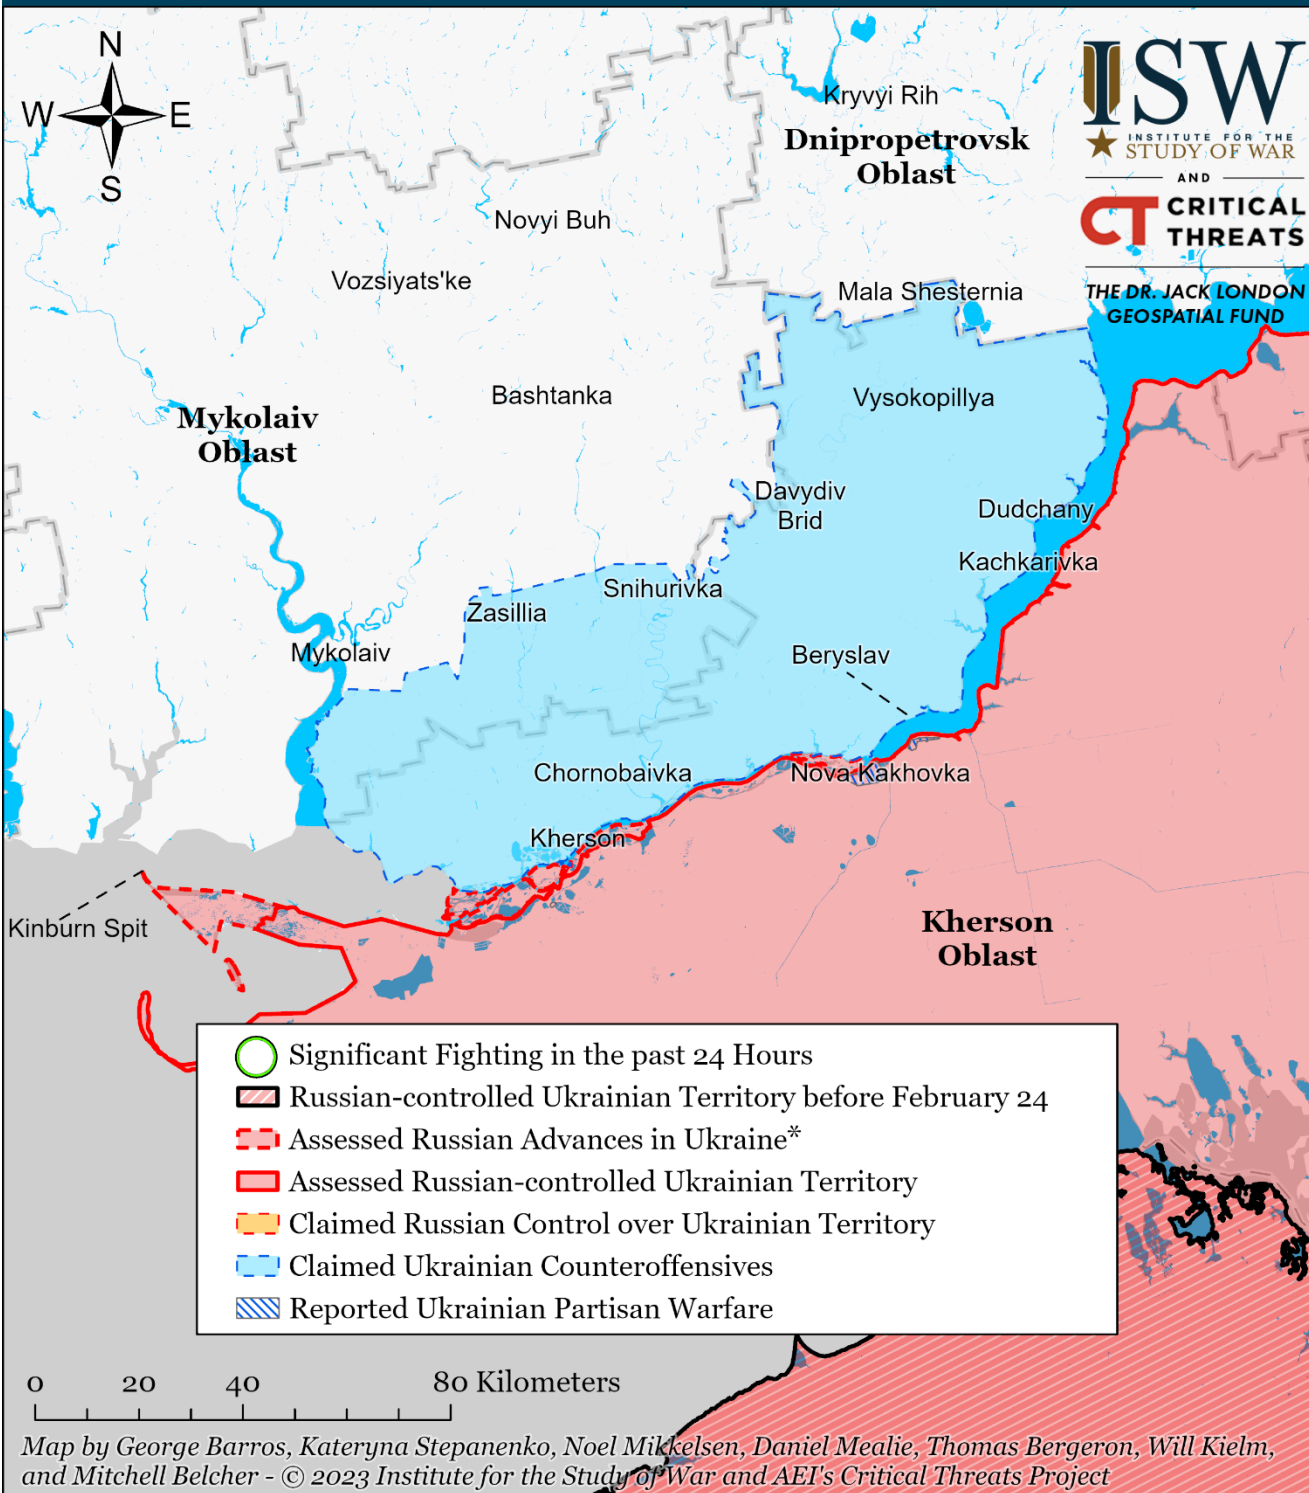 N
W
E
S
Kryvyi Rih
Dnipropetrovsk
Oblast
ISW
INSTITUTE FOR THE
STUDY OF WAR
AND
CT CRITICAL
THREATS
THE DR. JACK LONDON
GEOSPATIAL FUND
Novyi Buh
Vozsiyats'ke
Mala Shesternia
Bashtanka
Vysokopillya
Mykolaiv
Oblast
Davydiv
Brid
Dudchany
Kachkarivka
Snihurivka
Zasillia
Mykolaiv
Beryslav
Chornobaivka
Nova Kakhovka
Kherson
Kinburn Spit
Kherson
Oblast
Significant Fighting in the past 24 Hours
Russian-controlled Ukrainian Territory before February 24
Assessed Russian Advances in Ukraine*
Assessed Russian-controlled Ukrainian Territory
Claimed Russian Control over Ukrainian Territory
Claimed Ukrainian Counteroffensives
Reported Ukrainian Partisan Warfare
0 20 40 80 Kilometers
Map by George Barros, Kateryna Stepanenko, Noel Mikkelsen, Daniel Mealie, Thomas Bergeron, Will Kielm,
and Mitchell Belcher - © 2023 Institute for the Study of War and AEI's Critical Threats Project